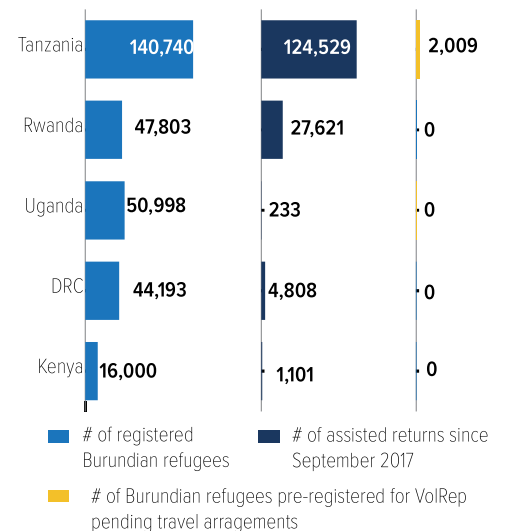 Tanzania 140,740 124,529 2,009
Rwanda 47,803 27,621 0
Uganda 50,998 233 0
DRC 44,193 4,808 0
Kenya 16,000 1,101 0
# of registered
Burundian refugees
# of assisted returns since
September 2017
# of Burundian refugees pre-registered for VolRep
pending travel arragements